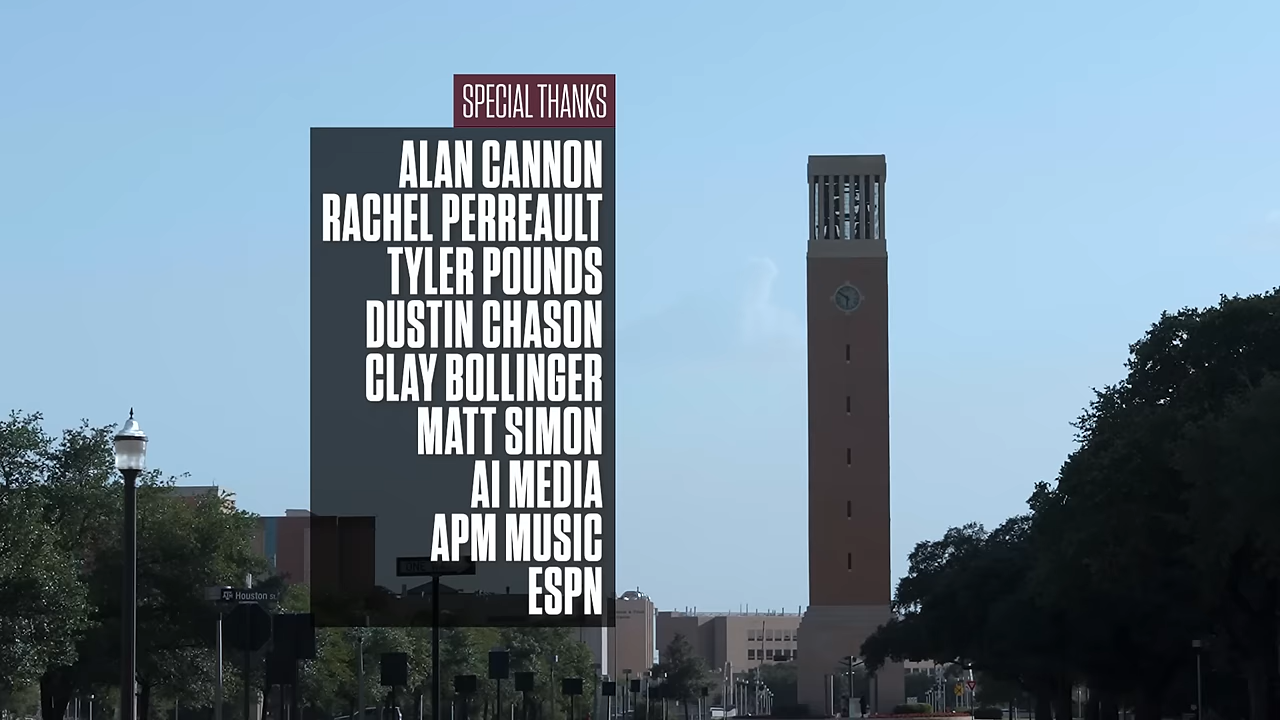 SPECIAL THANKS
ALAN CANNON
RACHEL PERREAULT
TYLER POUNDS
DUSTIN CHASON
CLAY BOLLINGER
MATT SIMON
AI MEDIA
APM MUSIC
ESPN
Houston St